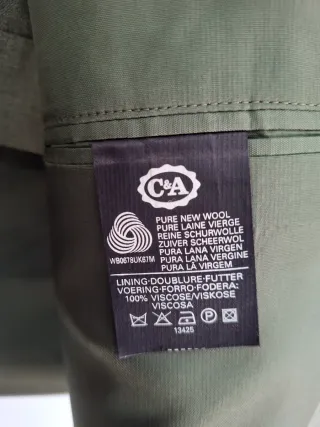 C&A
PURE NEW WOOL
PURE LAINE VIERGE
REINE SCHURWOLLE
ZUIVER SCHEERWOL
PURA LANA VIRGEN
PURA LANA VERGINE
PURA LÃ VIRGEM
WB0678UK87M
LINING-DOUBLURE-FUTTER
VOERING-FORRO-FODERA:
100% VISCOSE/VISKOSE
VISCOSA
P
13425